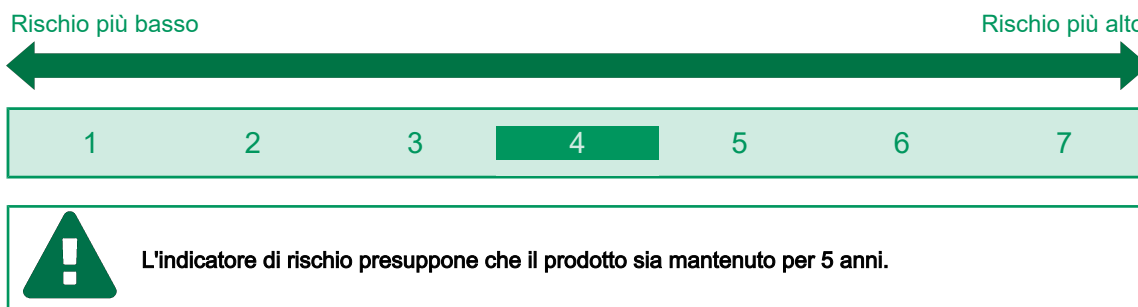 Rischio più basso Rischio più alto
1 2 3 4 5 6 7
L'indicatore di rischio presuppone che il prodotto sia mantenuto per 5 anni.